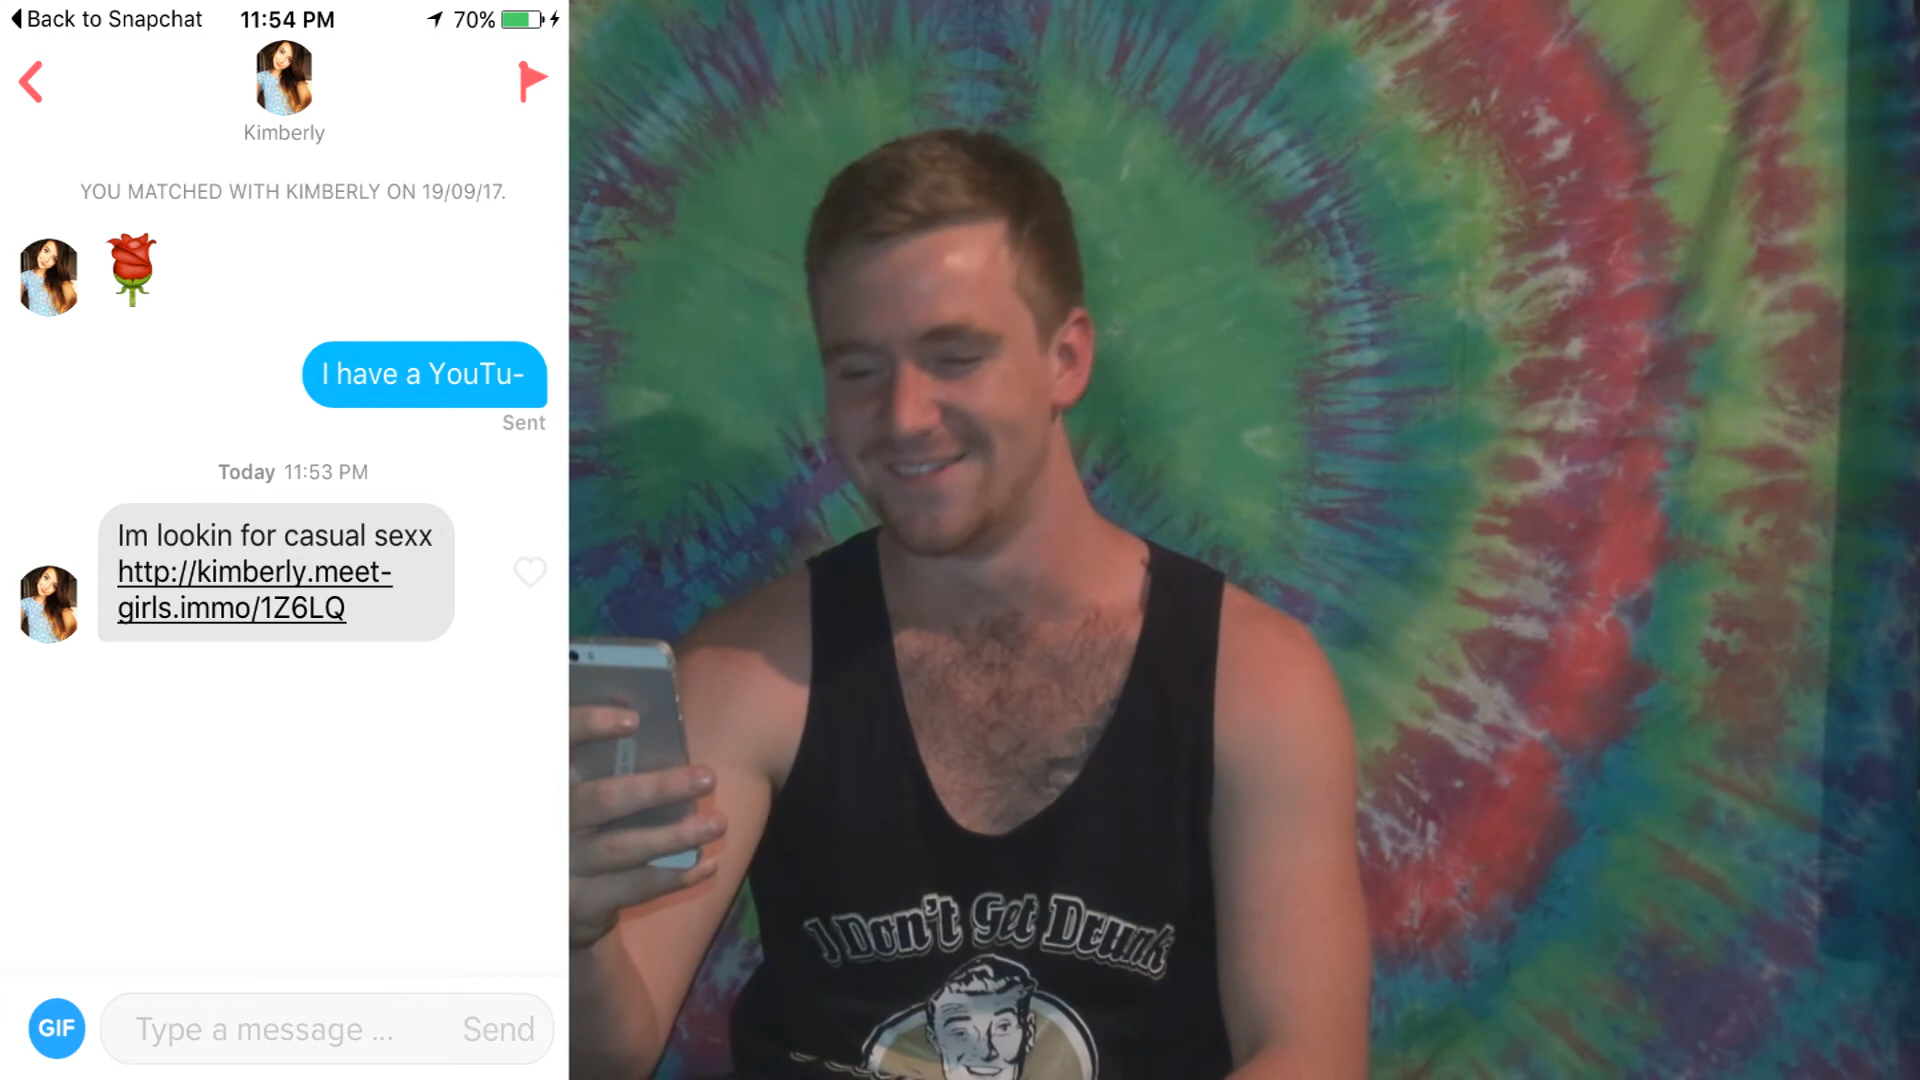 Back to Snapchat 11:54 PM 70%
Kimberly
YOU MATCHED WITH KIMBERLY ON 19/09/17.
I have a YouTu-
Sent
Today 11:53 PM
Im lookin for casual sexx
http://kimberly.meet-
girls.immo/1Z6LQ
GIF Type a message ... Send
I Don't Get Drunk